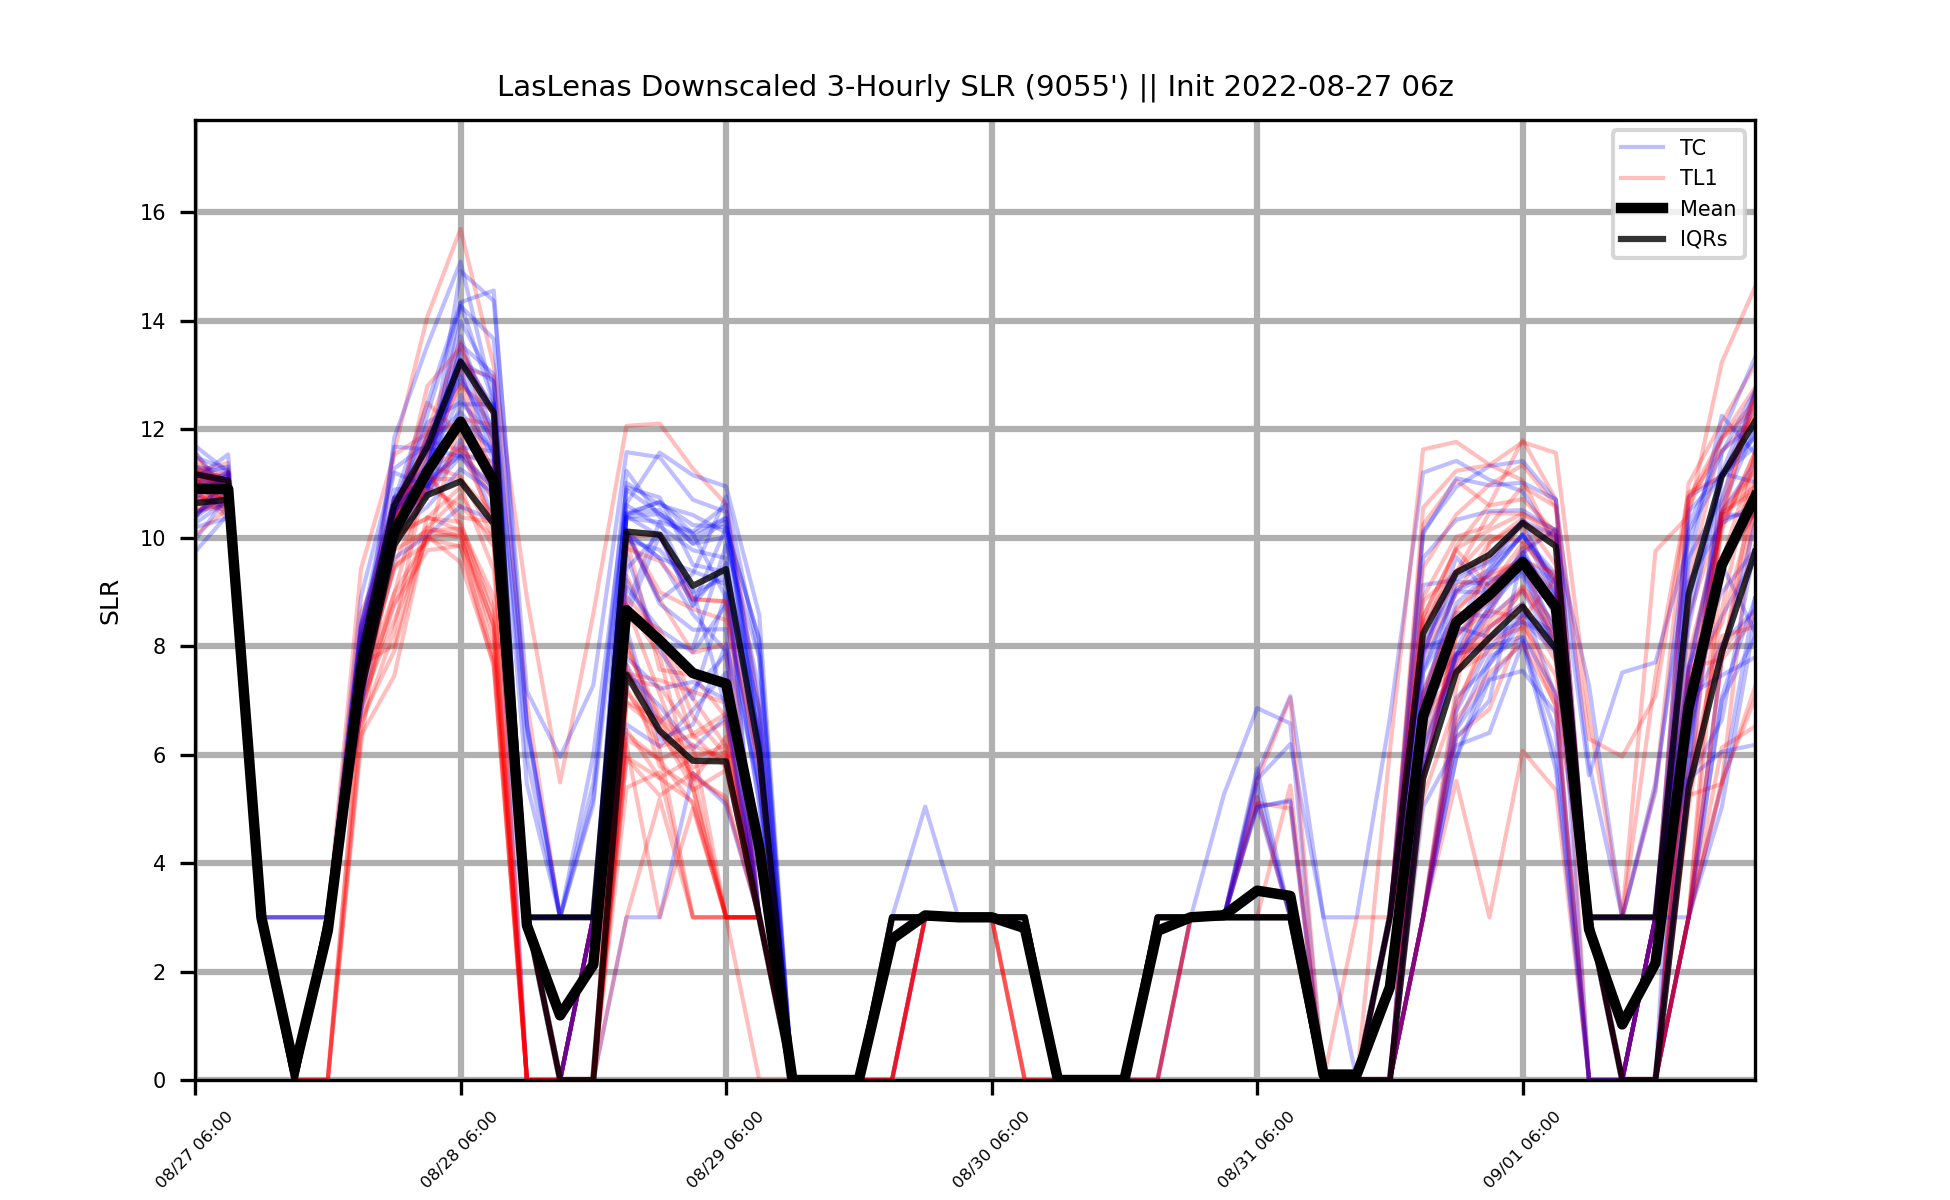 LasLenas Downscaled 3-Hourly SLR (9055') || Init 2022-08-27 06z
TC
TL1
Mean
IQRs
SLR
16
14
12
10
8
6
4
2
0
08/27 06:00
08/28 06:00
08/29 06:00
08/30 06:00
08/31 06:00
09/01 06:00